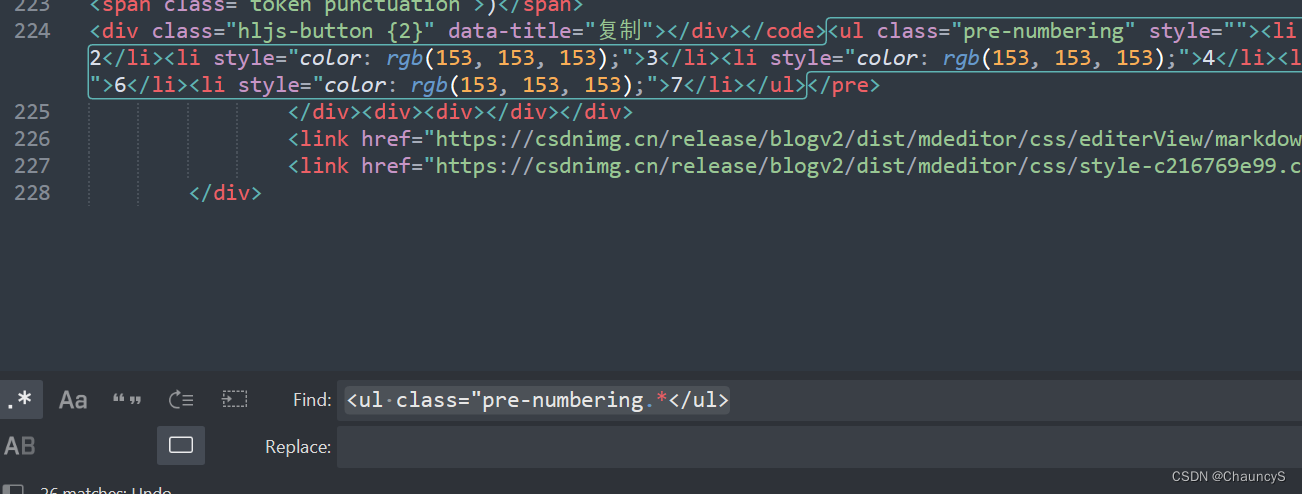 223 <span class="token punctuation">)</span>
224 <div class="hljs-button {2}" data-title="复制"></div></code><ul class="pre-numbering" style=""><li
2</li><li style="color: rgb(153, 153, 153);">3</li><li style="color: rgb(153, 153, 153);">4</li><l
">6</li><li style="color: rgb(153, 153, 153);">7</li></ul></pre>
225 </div><div><div></div></div>
226 <link href="https://csdnimg.cn/release/blogv2/dist/mdeditor/css/editerView/markdow
227 <link href="https://csdnimg.cn/release/blogv2/dist/mdeditor/css/style-c216769e99.c
228 </div>
.* Aa “” Find: <ul class="pre-numbering.*</ul>
AB Replace:
CSDN @ChauncyS
26 matches: Undo